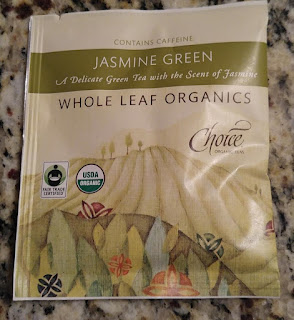 CONTAINS CAFFEINE
JASMINE GREEN
A Delicate Green Tea with the Scent of Jasmine
WHOLE LEAF ORGANICS
Choice
ORGANIC TEAS
FAIR TRADE
CERTIFIED
USDA
ORGANIC